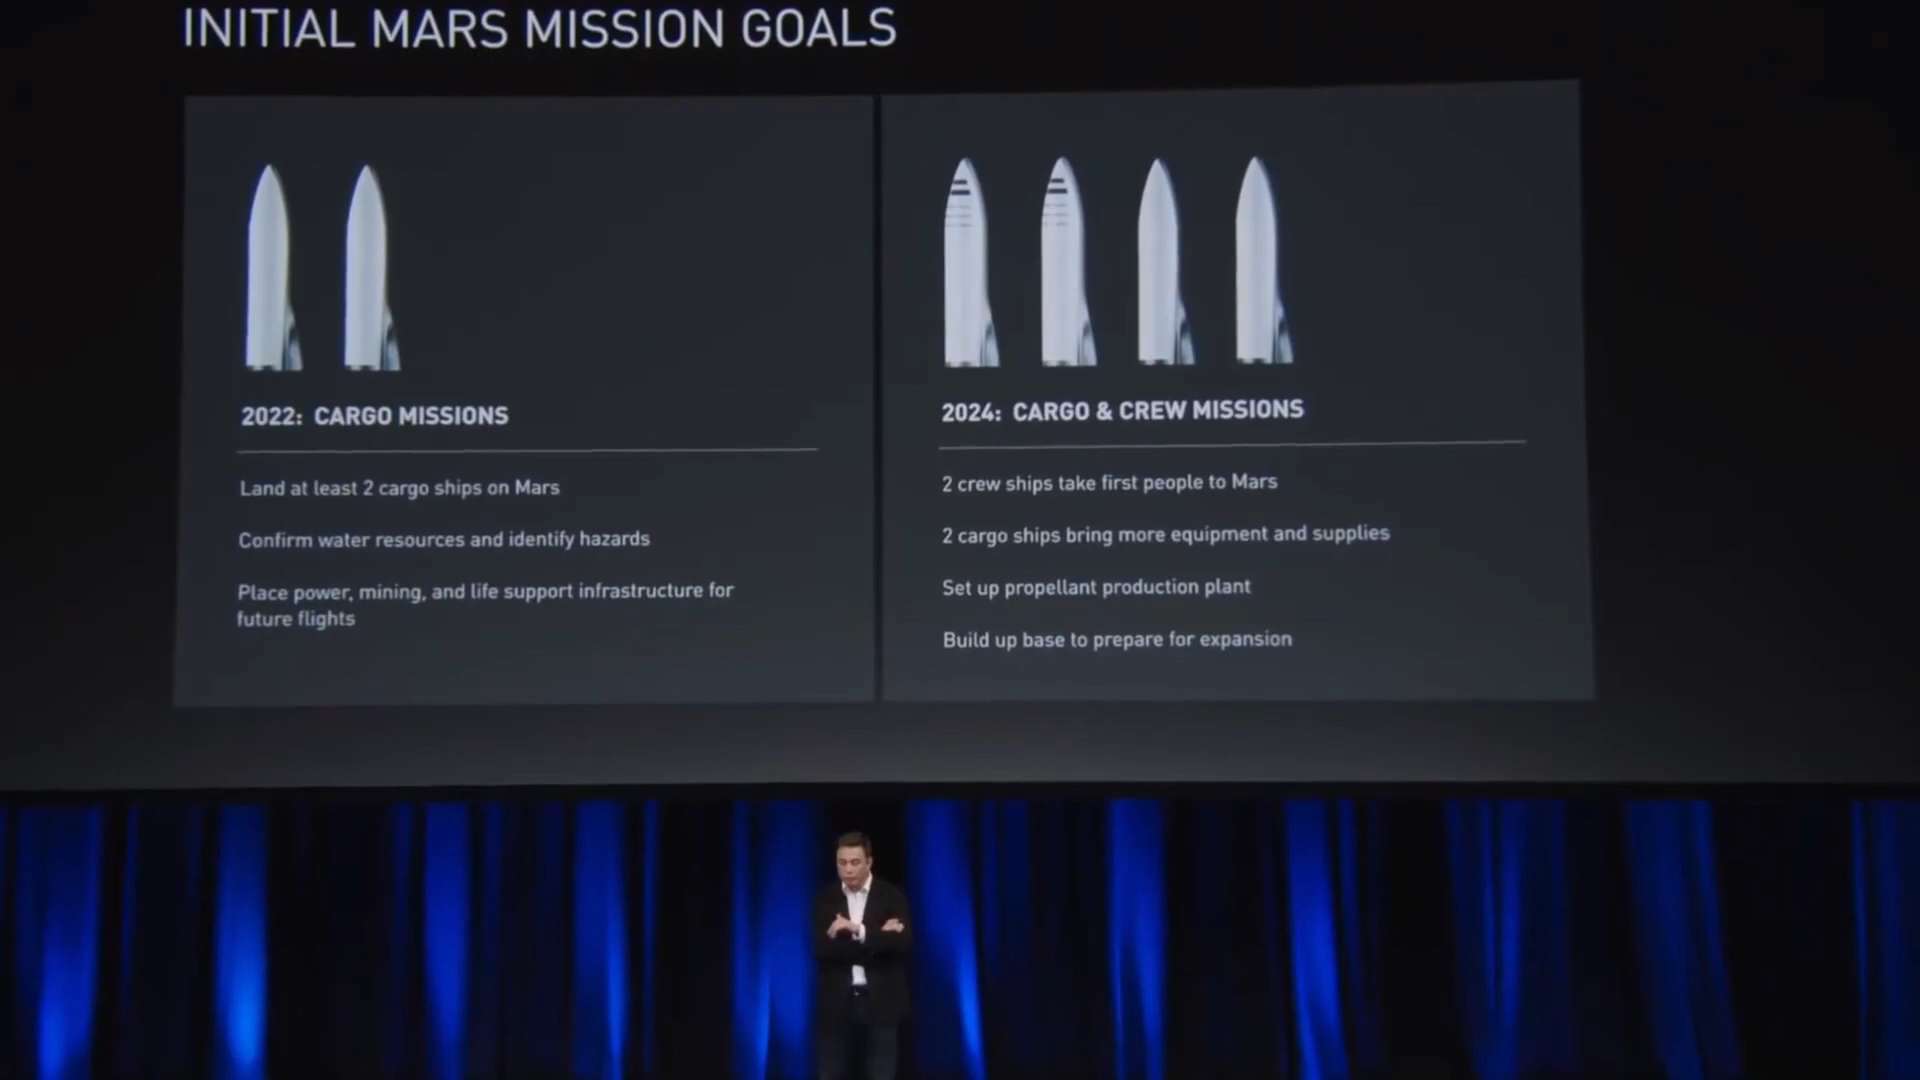 INITIAL MARS MISSION GOALS
2022: CARGO MISSIONS
Land at least 2 cargo ships on Mars
Confirm water resources and identify hazards
Place power, mining, and life support infrastructure for
future flights
2024: CARGO & CREW MISSIONS
2 crew ships take first people to Mars
2 cargo ships bring more equipment and supplies
Set up propellant production plant
Build up base to prepare for expansion